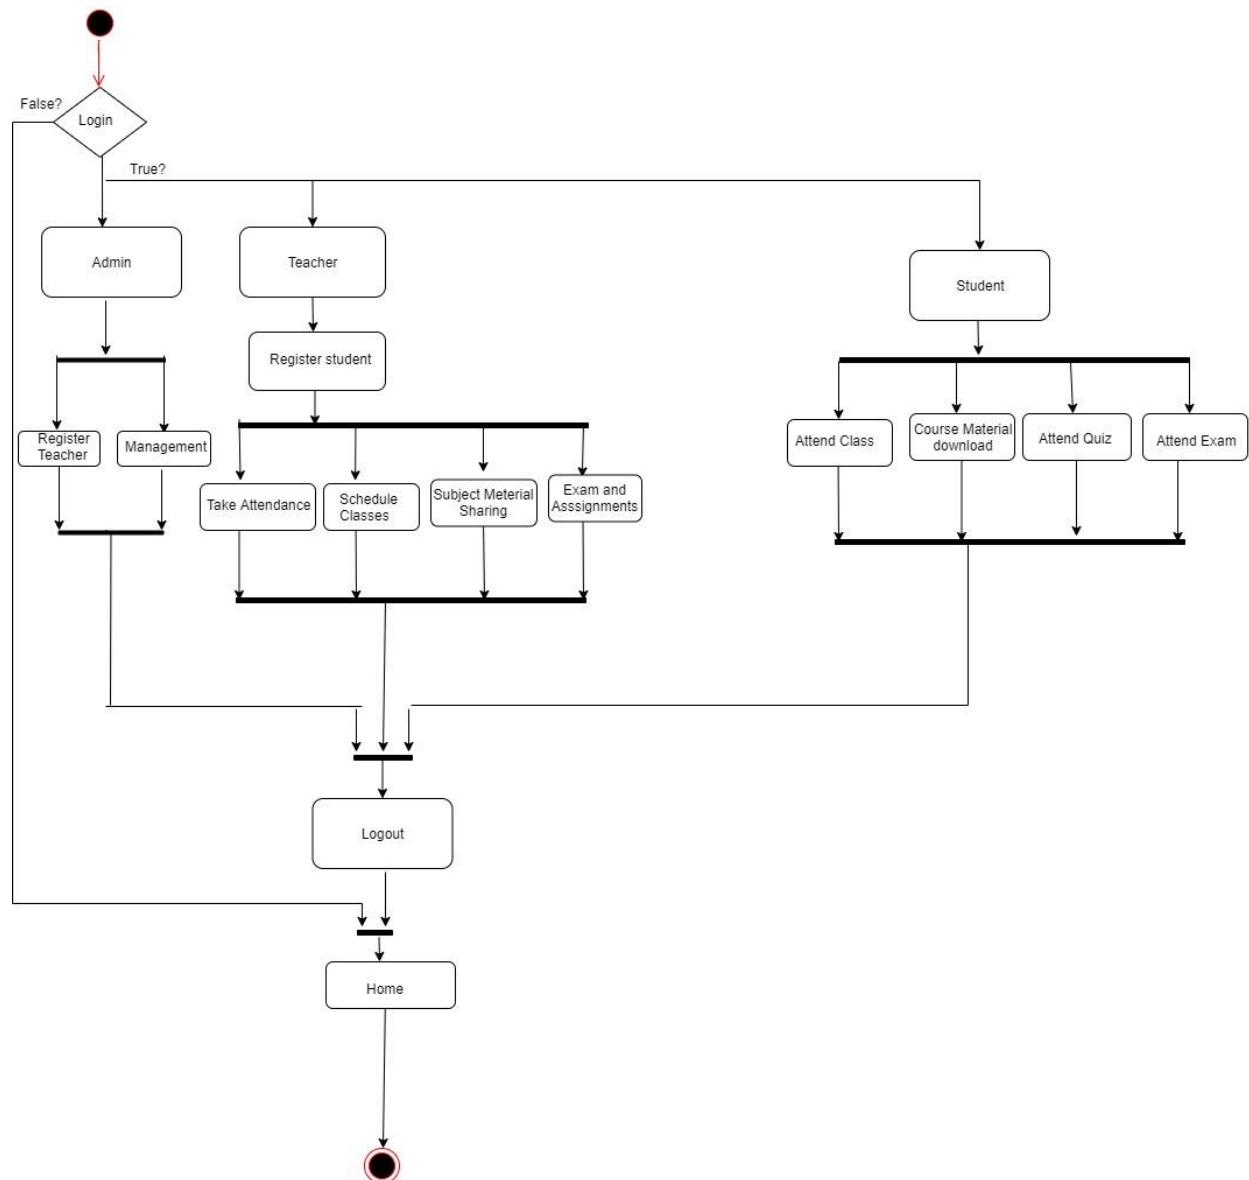 False?
Login
True?
Admin
Teacher
Student
Register student
Register
Teacher
Management
Attend Class
Course Material
download
Attend Quiz
Attend Exam
Take Attendance
Schedule
Classes
Subject Meterial
Sharing
Exam and
Asssignments
Logout
Home